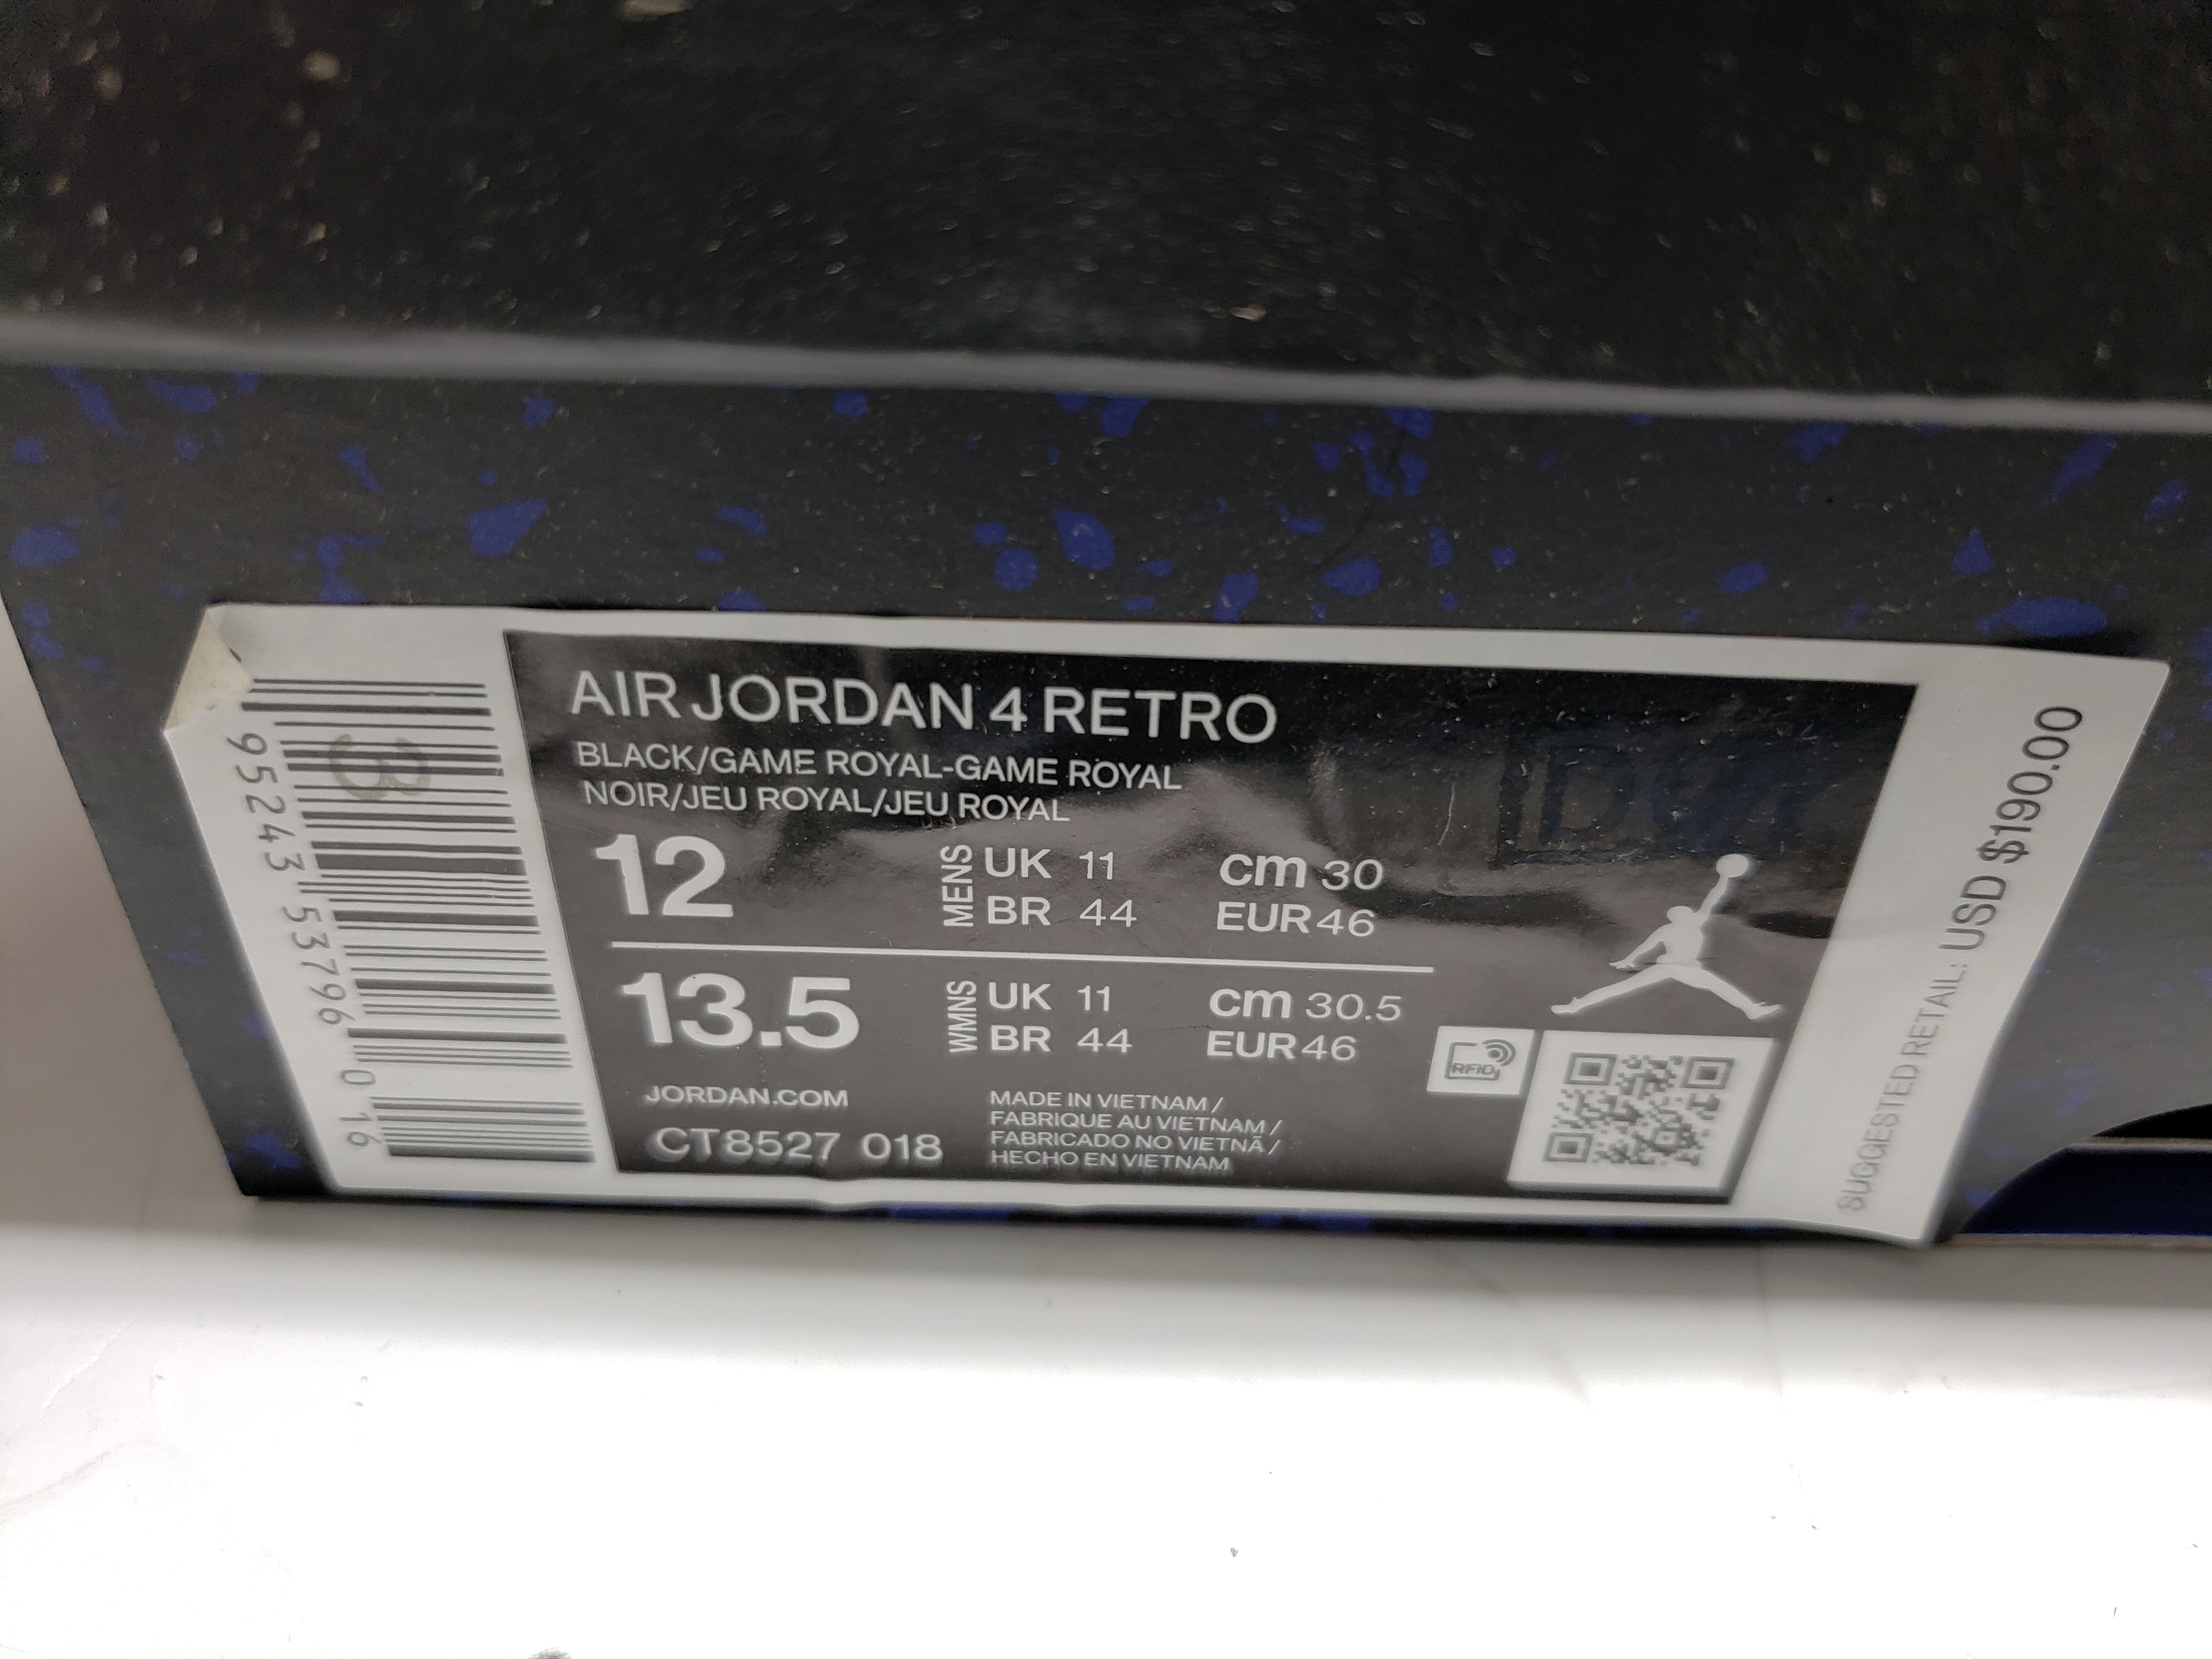 AIR JORDAN 4 RETRO
BLACK/GAME ROYAL-GAME ROYAL
NOIR/JEU ROYAL/JEU ROYAL
12 MENS UK 11 cm 30
BR 44 EUR 46
13.5 WMNS UK 11 cm 30.5
BR 44 EUR 46
JORDAN.COM
CT8527 018
MADE IN VIETNAM /
FABRIQUE AU VIETNAM /
FABRICADO NO VIETNÃ /
HECHO EN VIETNAM
RFID
SUGGESTED RETAIL: USD $190.00
95243 53796 0 16